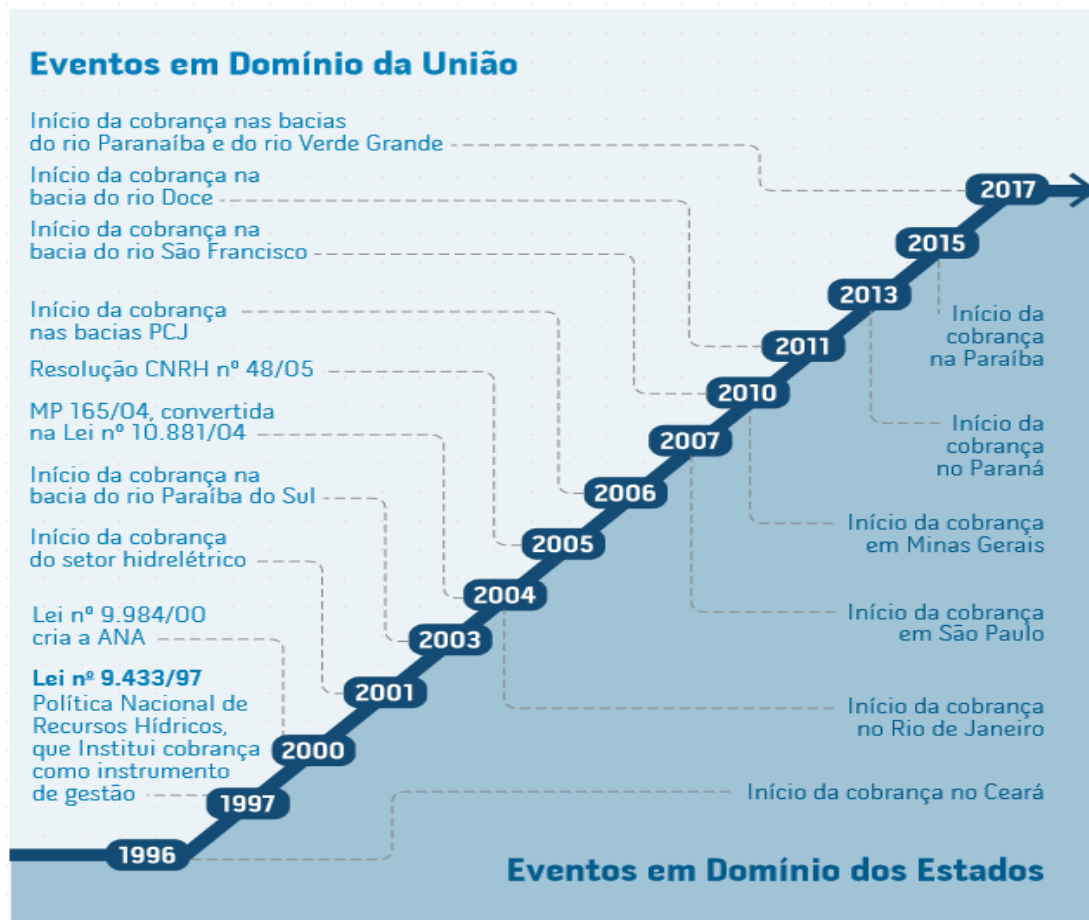 Eventos em Domínio da União
Início da cobrança nas bacias
do rio Paranaíba e do rio Verde Grande
Início da cobrança na
bacia do rio Doce
Início da cobrança na
bacia do rio São Francisco
Início da cobrança
nas bacias PCJ
Resolução CNRH nº 48/05
MP 165/04, convertida
na Lei nº 10.881/04
Início da cobrança na
bacia do rio Paraíba do Sul
Início da cobrança
do setor hidrelétrico
Lei nº 9.984/00
cria a ANA
Lei nº 9.433/97
Política Nacional de
Recursos Hídricos,
que Institui cobrança
como instrumento
de gestão
2017
2015
2013
2011
2010
2007
2006
2005
2004
2003
2001
2000
1997
1996
Início da
cobrança
na Paraíba
Início da
cobrança
no Paraná
Início da cobrança
em Minas Gerais
Início da cobrança
em São Paulo
Início da cobrança
no Rio de Janeiro
Início da cobrança no Ceará
Eventos em Domínio dos Estados